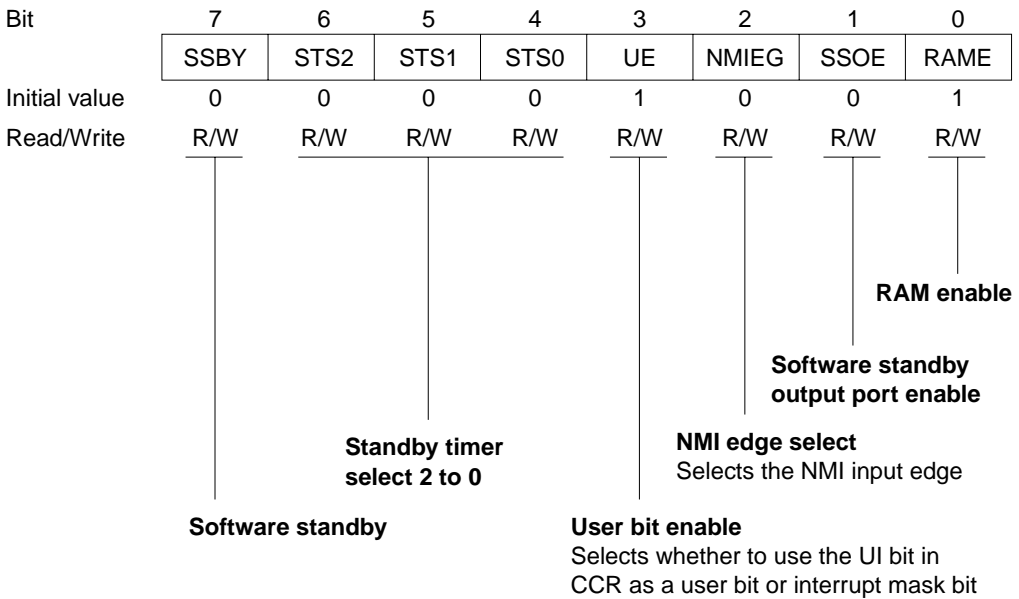 Bit 7 6 5 4 3 2 1 0
SSBY STS2 STS1 STS0 UE NMIEG SSOE RAME
Initial value 0 0 0 0 1 0 0 1
Read/Write R/W R/W R/W R/W R/W R/W R/W R/W
RAM enable
Software standby
output port enable
Standby timer
select 2 to 0
NMI edge select
Selects the NMI input edge
Software standby
User bit enable
Selects whether to use the UI bit in
CCR as a user bit or interrupt mask bit